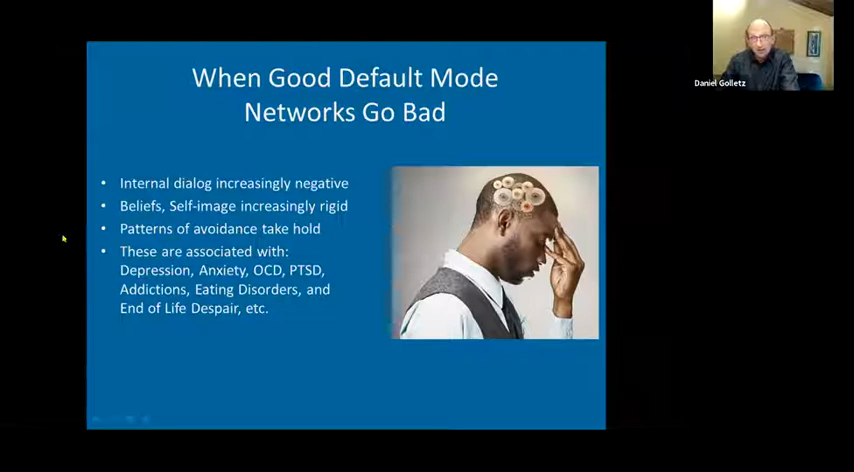 When Good Default Mode
Networks Go Bad
• Internal dialog increasingly negative
• Beliefs, Self-image increasingly rigid
• Patterns of avoidance take hold
• These are associated with:
Depression, Anxiety, OCD, PTSD,
Addictions, Eating Disorders, and
End of Life Despair, etc.
Daniel Golletz